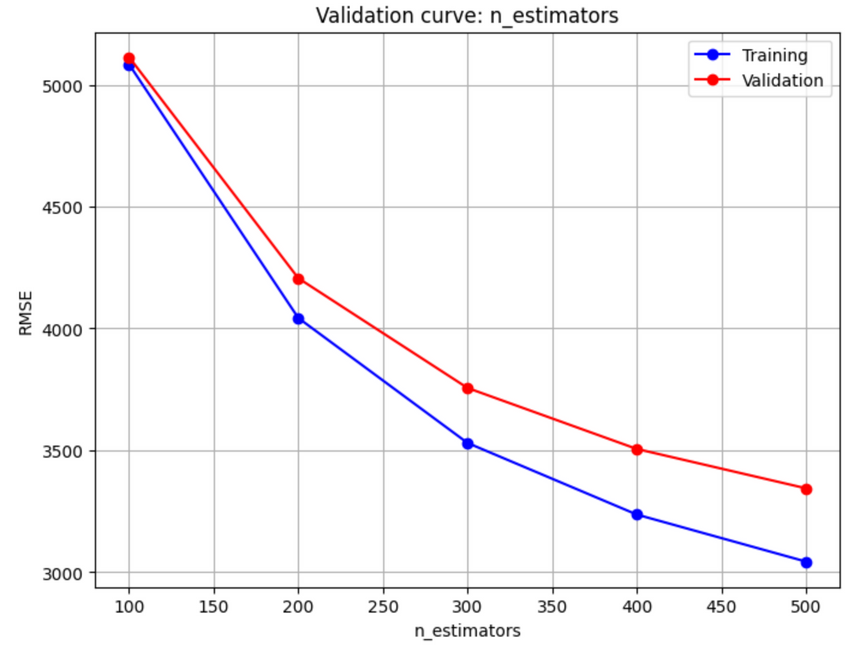 Validation curve: n_estimators
Training
Validation
RMSE
5000
4500
4000
3500
3000
100 150 200 250 300 350 400 450 500
n_estimators